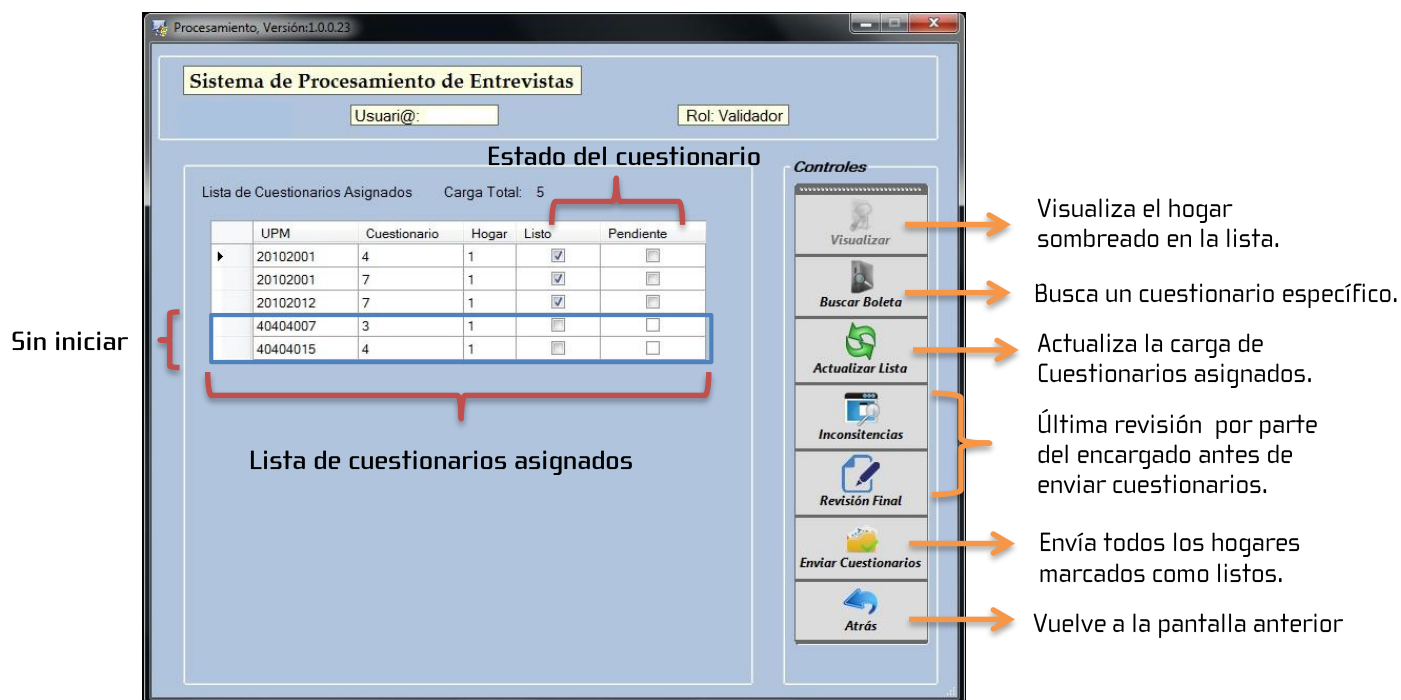 Procesamiento, Versión:1.0.0.23
Sistema de Procesamiento de Entrevistas
Usuari@:
Rol: Validador
Estado del cuestionario
Controles
Lista de Cuestionarios Asignados Carga Total: 5
UPM Cuestionario Hogar Listo Pendiente
20102001 4 1
20102001 7 1
20102012 7 1
40404007 3 1
40404015 4 1
Sin iniciar
Lista de cuestionarios asignados
Visualizar
Visualiza el hogar
sombreado en la lista.
Buscar Boleta
Busca un cuestionario específico.
Actualizar Lista
Actualiza la carga de
Cuestionarios asignados.
Inconsitencias
Revisión Final
Última revisión por parte
del encargado antes de
enviar cuestionarios.
Enviar Cuestionarios
Envía todos los hogares
marcados como listos.
Atrás
Vuelve a la pantalla anterior